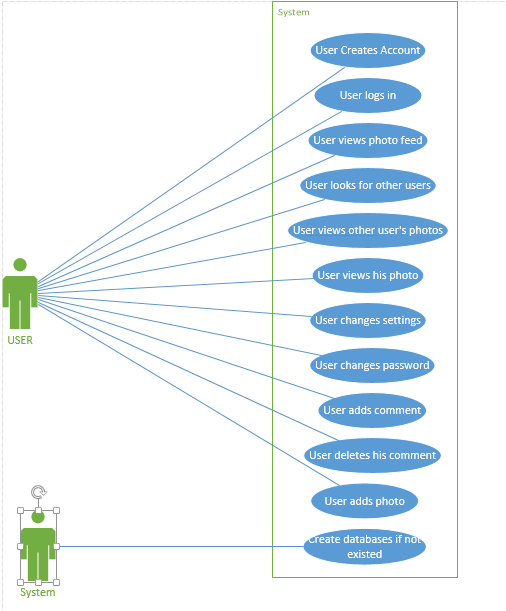 System
User Creates Account
User logs in
User views photo feed
User looks for other users
User views other user's photos
User views his photo
User changes settings
User changes password
User adds comment
User deletes his comment
User adds photo
Create databases if not
existed
USER
System